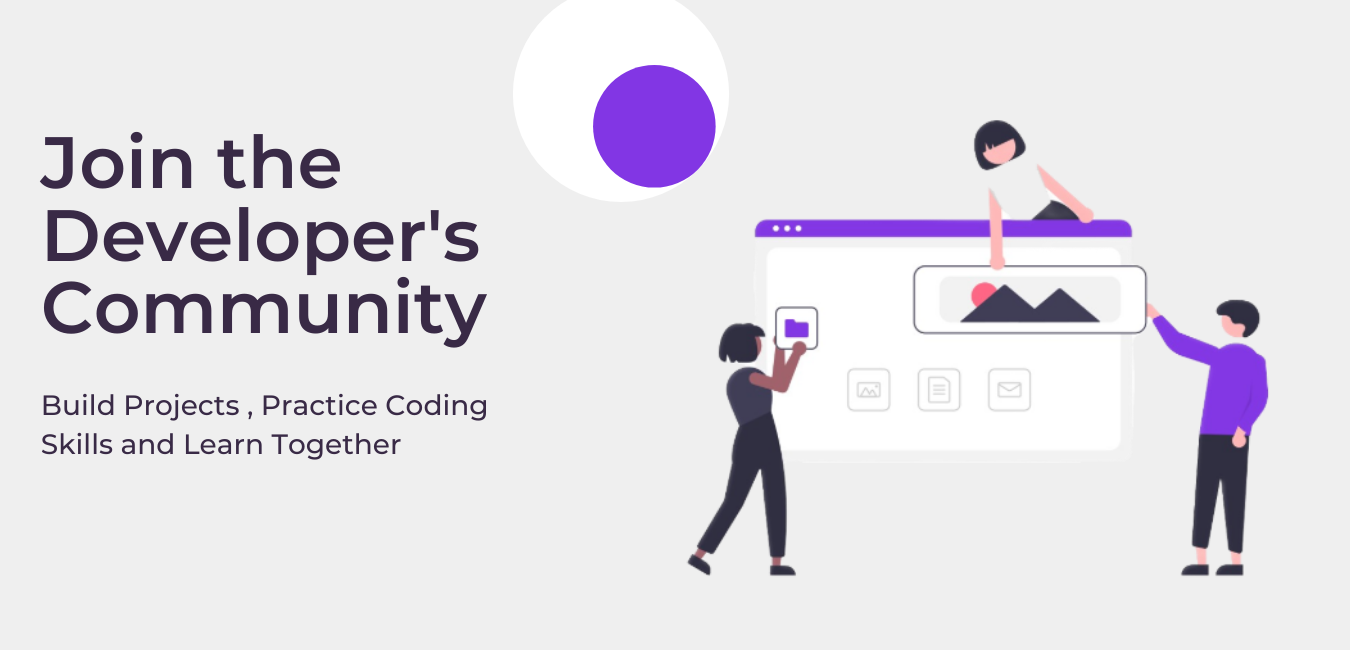 Join the
Developer's
Community
Build Projects , Practice Coding
Skills and Learn Together